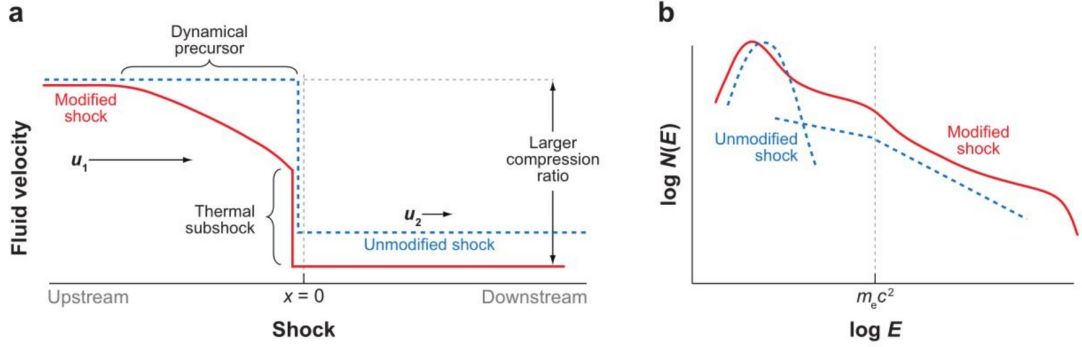 a
Dynamical
precursor
Modified
shock
u₁
Larger
compression
ratio
Thermal
subshock
u₂
Unmodified shock
Fluid velocity
Upstream
x = 0
Downstream
Shock
b
Unmodified
shock
Modified
shock
log N(E)
mₑc²
log E